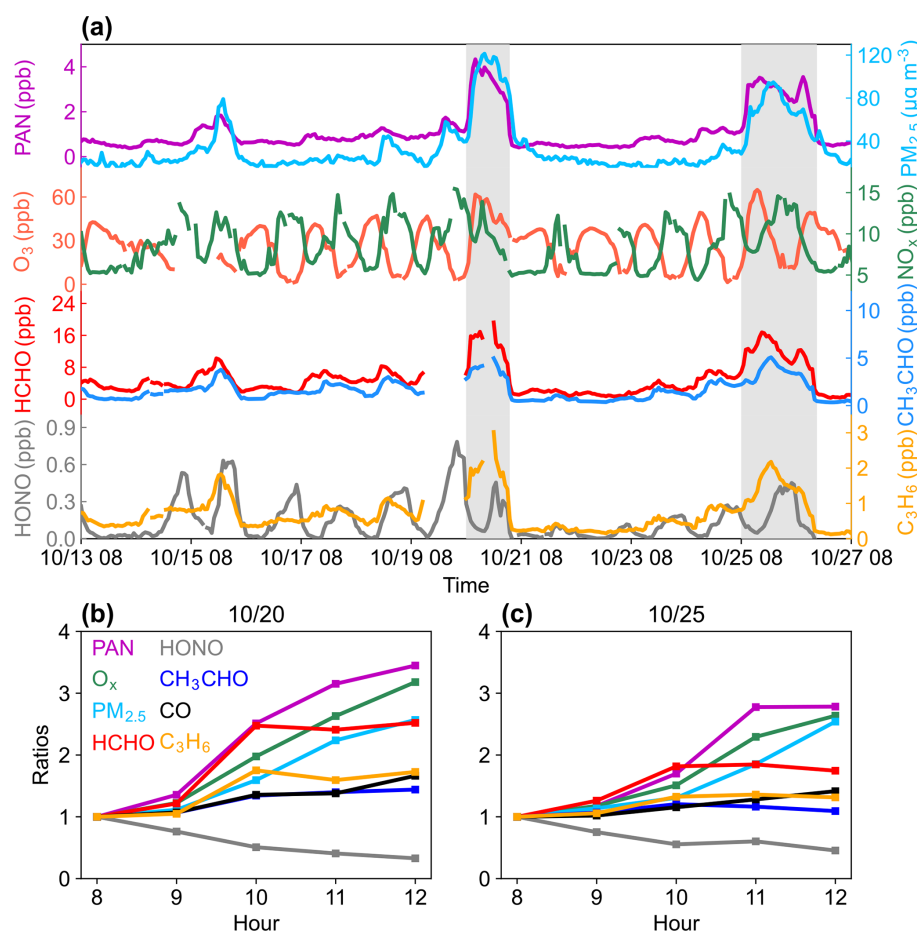 (a)
PAN (ppb)
4
2
0
120
80
40
PM2.5 (μg m-3)
O3 (ppb)
60
30
0
15
10
5
NOx (ppb)
HCHO (ppb)
24
16
8
0
10
5
0
CH3CHO (ppb)
HONO (ppb)
0.9
0.6
0.3
0.0
3
2
1
0
C3H6 (ppb)
10/13 08 10/15 08 10/17 08 10/19 08 10/21 08 10/23 08 10/25 08 10/27 08
Time
(b) 10/20
Ratios
4
3
2
1
0
PAN HONO
Ox CH3CHO
PM2.5 CO
HCHO C3H6
8 9 10 11 12
Hour
(c) 10/25
4
3
2
1
0
8 9 10 11 12
Hour